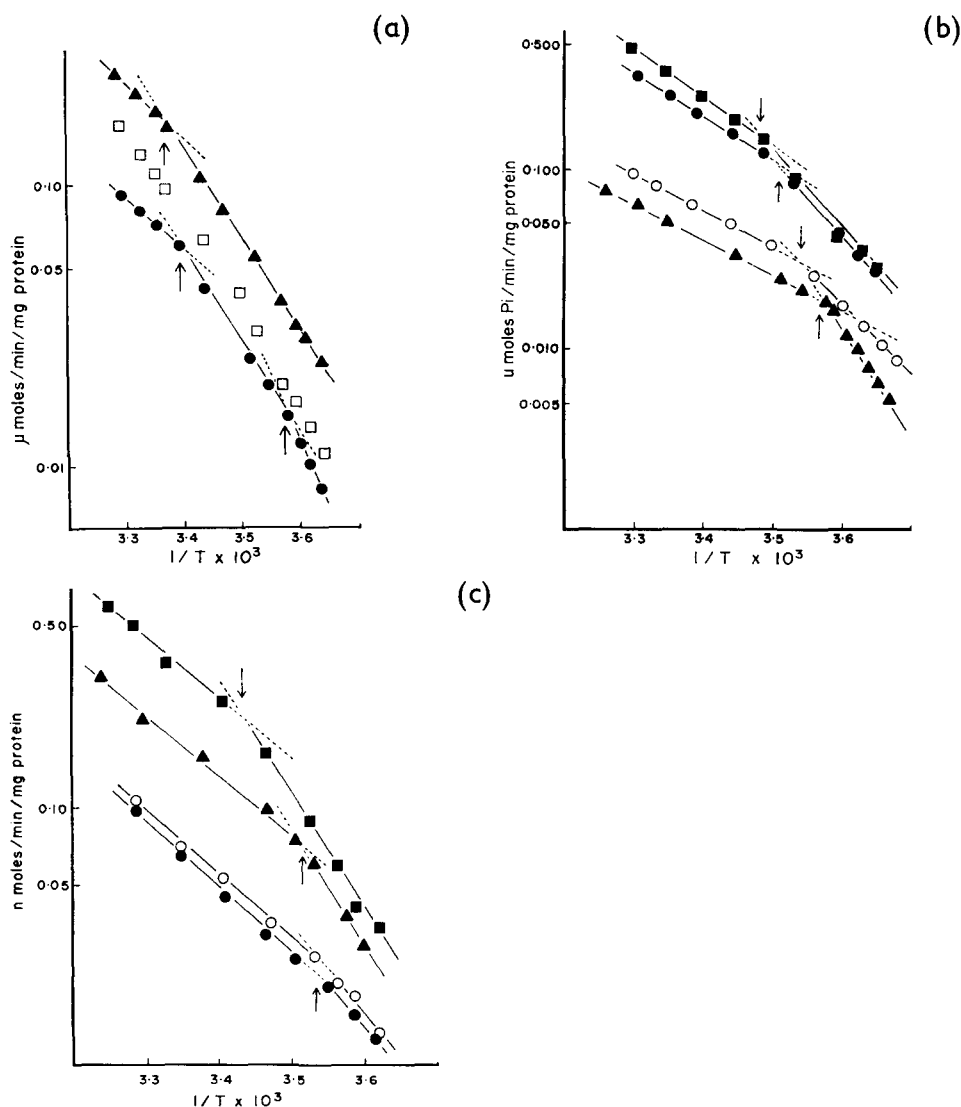 (a)
0·10
0·05
0·01
μ moles/min/mg protein
3.3 3.4 3.5 3.6
1/T × 10³
(b)
0·500
0·100
0·050
0·010
0·005
u moles Pi/min/mg protein
3.3 3.4 3.5 3.6
1/T × 10³
(c)
0·50
0·10
0·05
n moles/min/mg protein
3·3 3·4 3·5 3·6
1/T × 10³